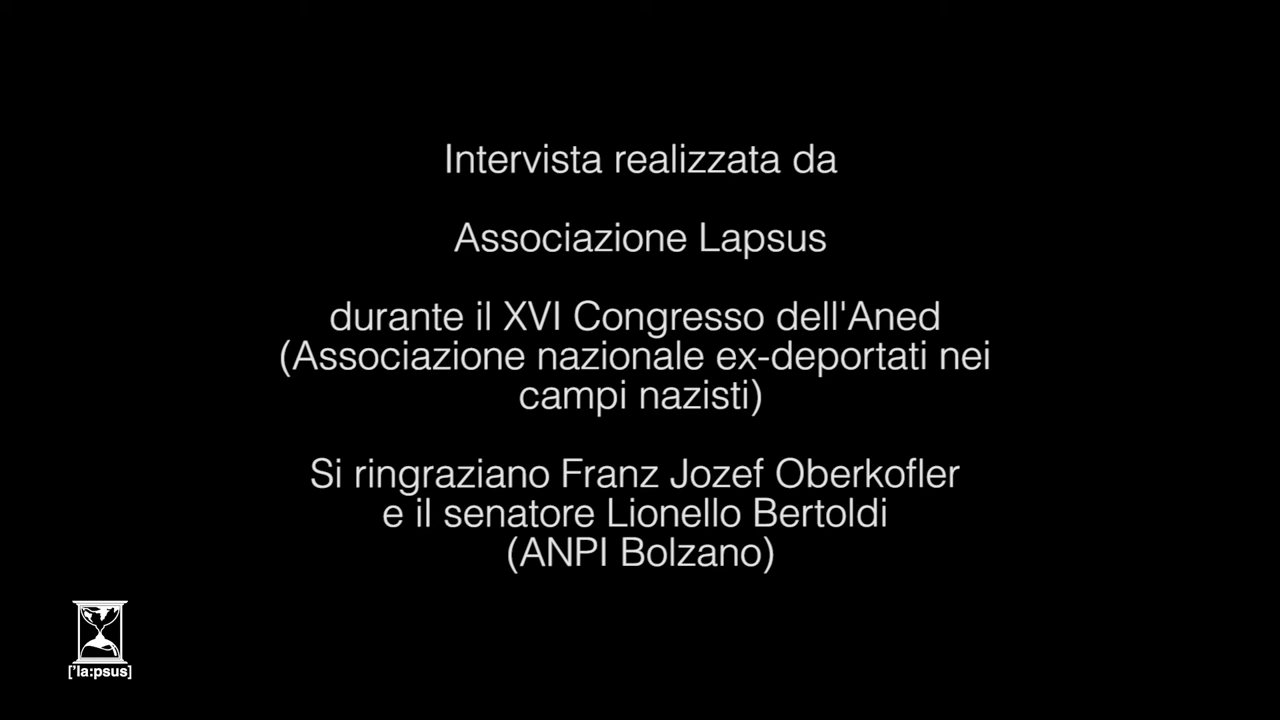 Intervista realizzata da
Associazione Lapsus
durante il XVI Congresso dell'Aned
(Associazione nazionale ex-deportati nei
campi nazisti)
Si ringraziano Franz Jozef Oberkofler
e il senatore Lionello Bertoldi
(ANPI Bolzano)
['la:psus]